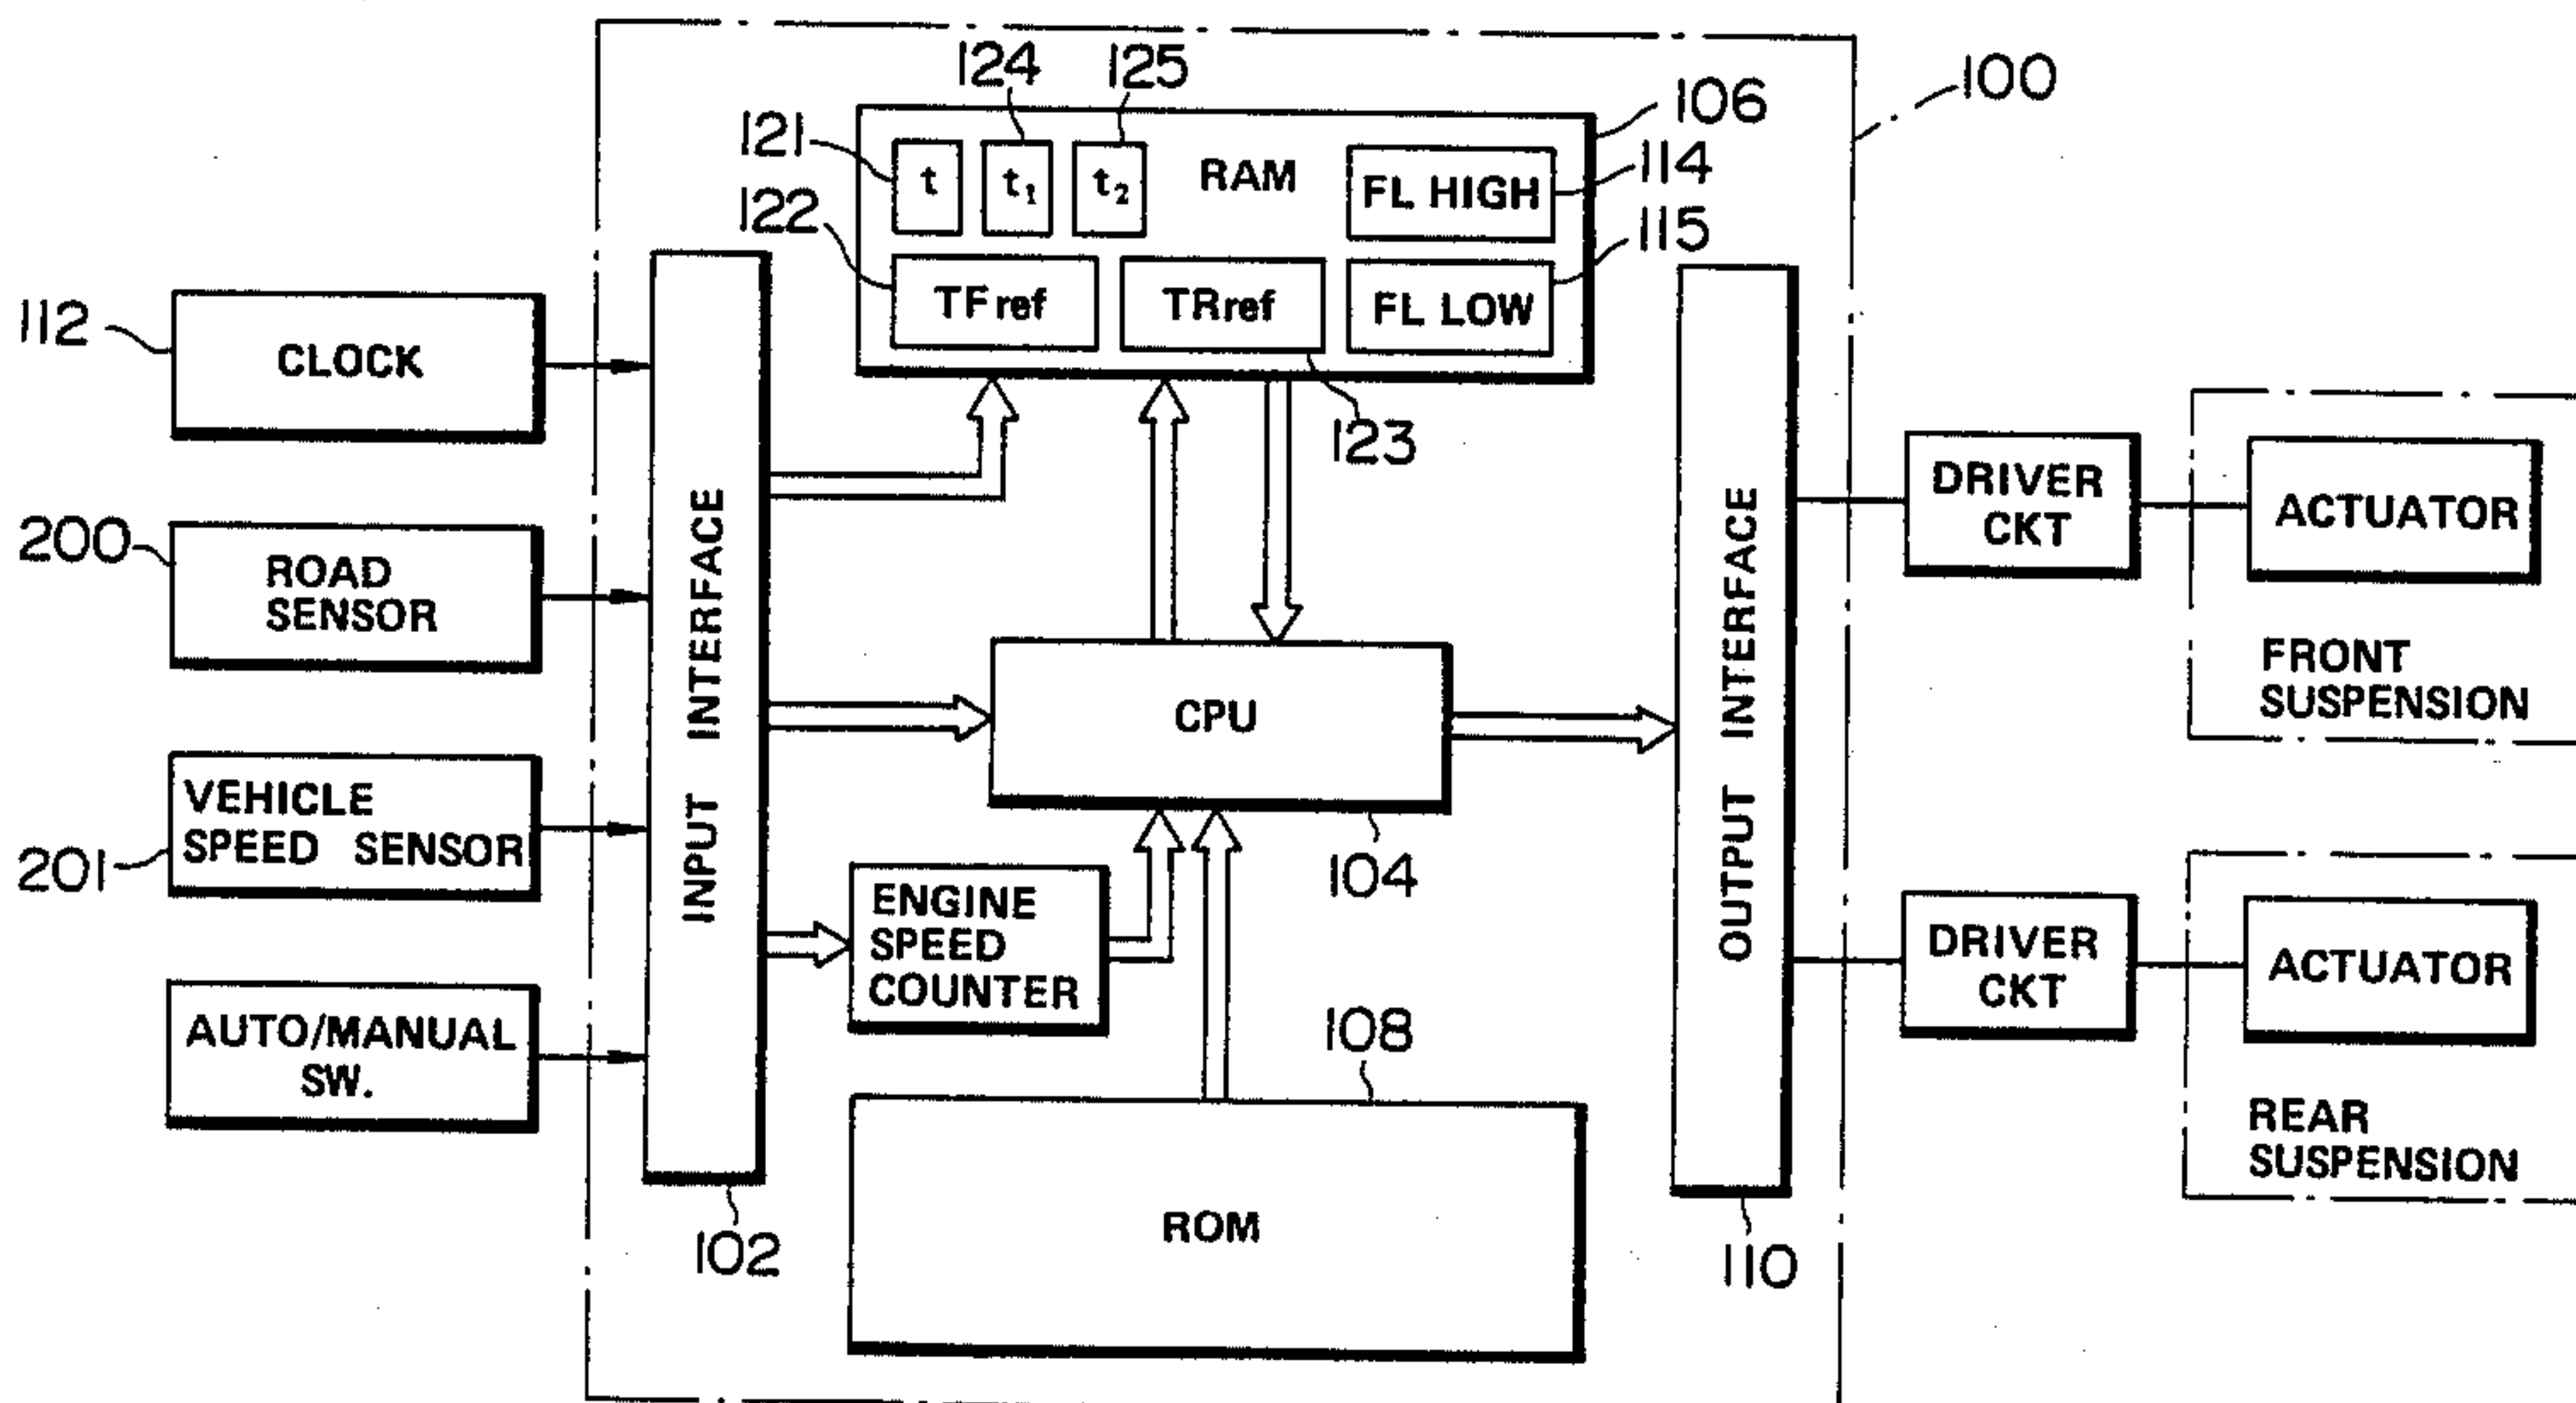 100
124
125
106
121
t
t₁
t₂
RAM
FL HIGH
114
122
TFref
TRref
FL LOW
115
123
112
CLOCK
200
ROAD
SENSOR
VEHICLE
SPEED SENSOR
201
AUTO/MANUAL
SW.
INPUT INTERFACE
102
CPU
104
ENGINE
SPEED
COUNTER
108
ROM
OUTPUT INTERFACE
110
DRIVER
CKT
ACTUATOR
FRONT
SUSPENSION
DRIVER
CKT
ACTUATOR
REAR
SUSPENSION